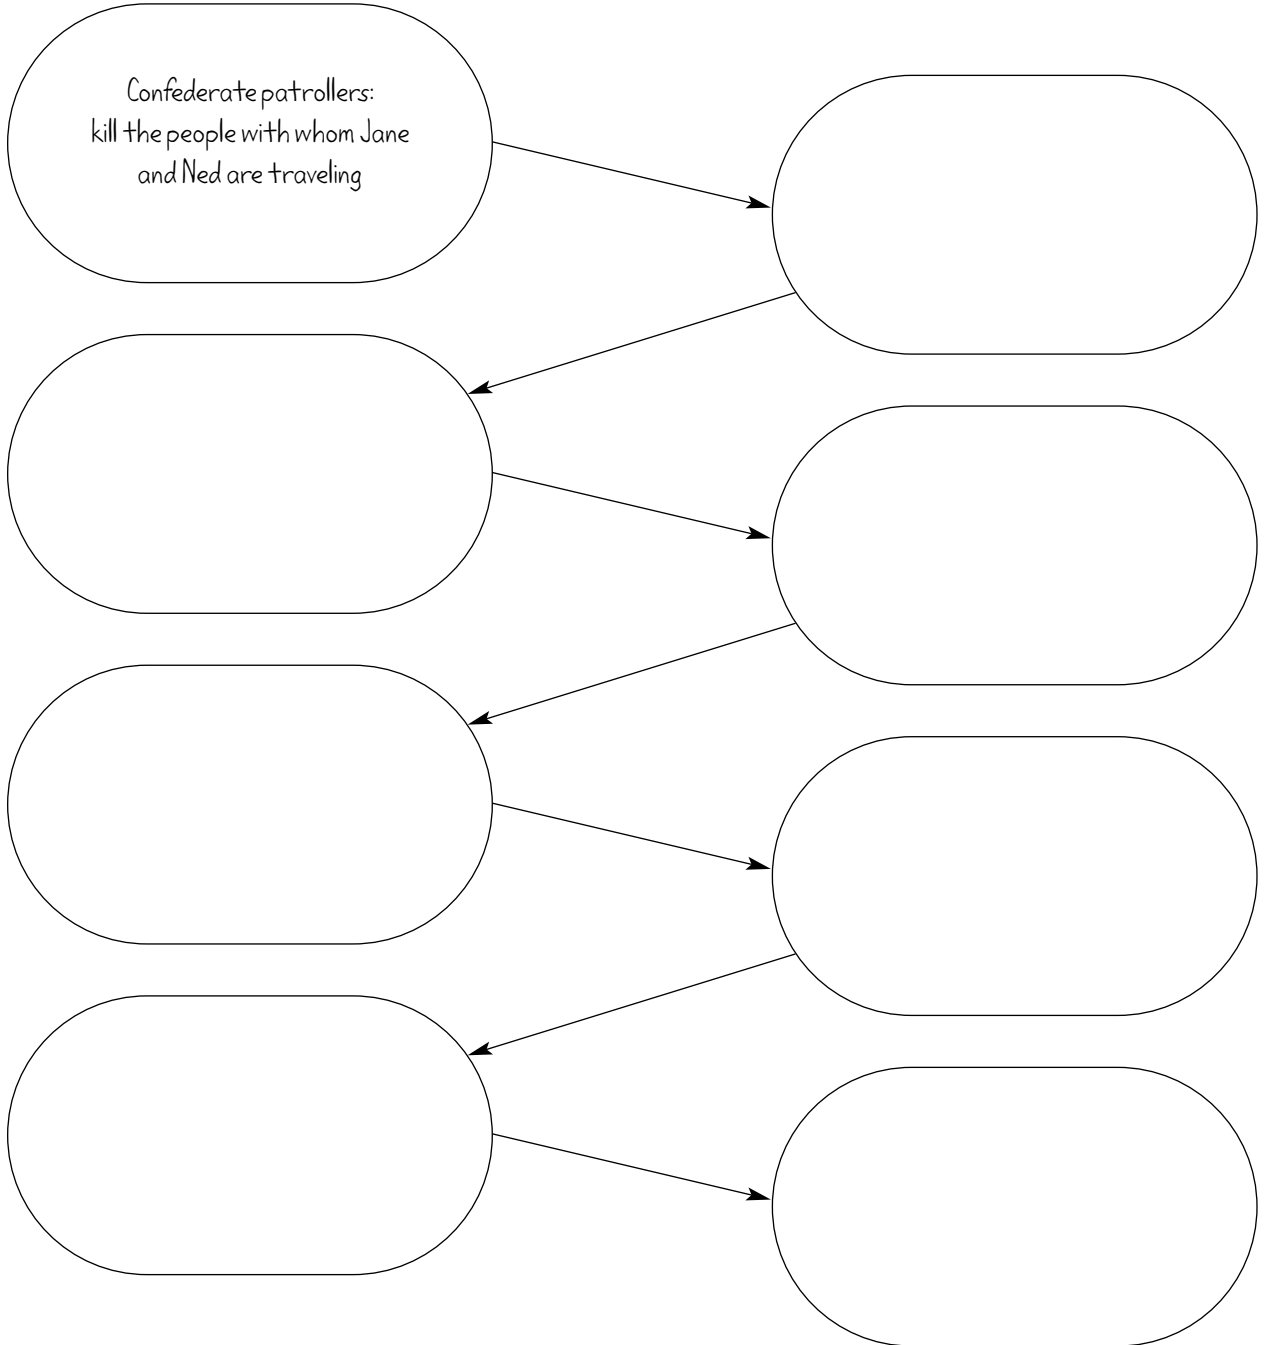 Confederate patrollers:
kill the people with whom Jane
and Ned are traveling